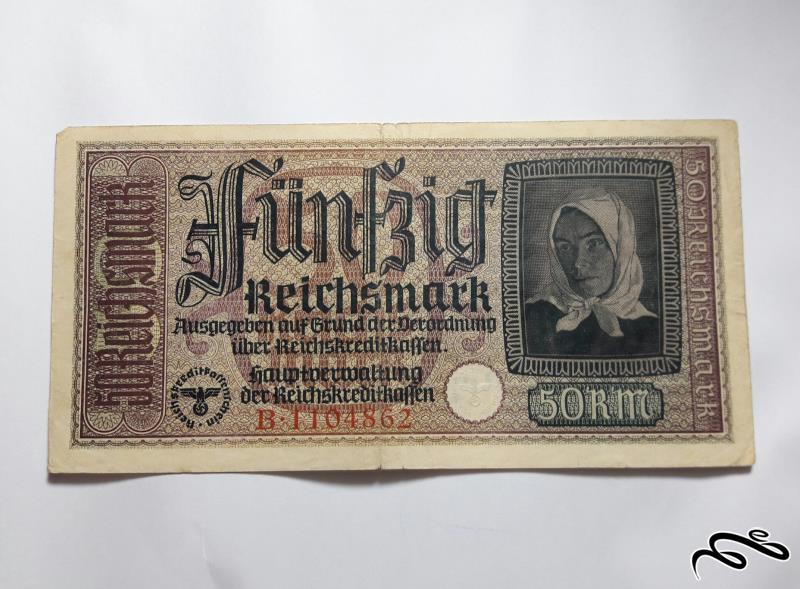 50 Reichsmark
Fünfzig
Reichsmark
Ausgegeben auf Grund der Verordnung
über Reichskreditkassen.
Hauptverwaltung
der Reichskreditkassen
B·1104862
Reichskreditkassenschein
50 RM
50 Reichsmark